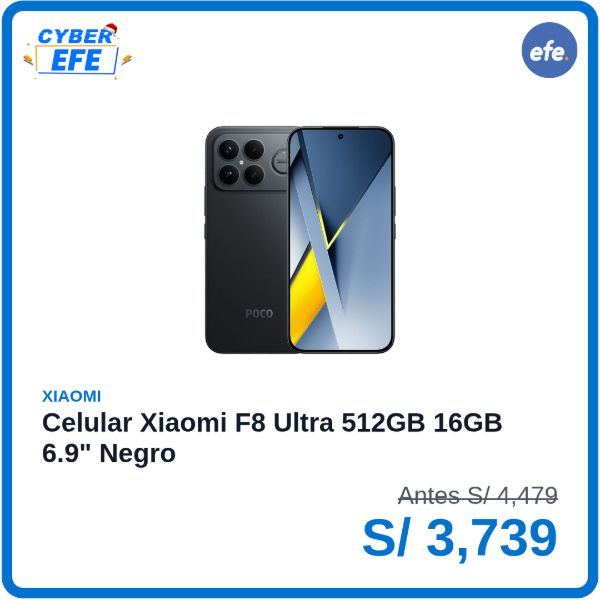 CYBER
EFE
efe.
POCO
XIAOMI
Celular Xiaomi F8 Ultra 512GB 16GB
6.9" Negro
Antes S/ 4,479
S/ 3,739